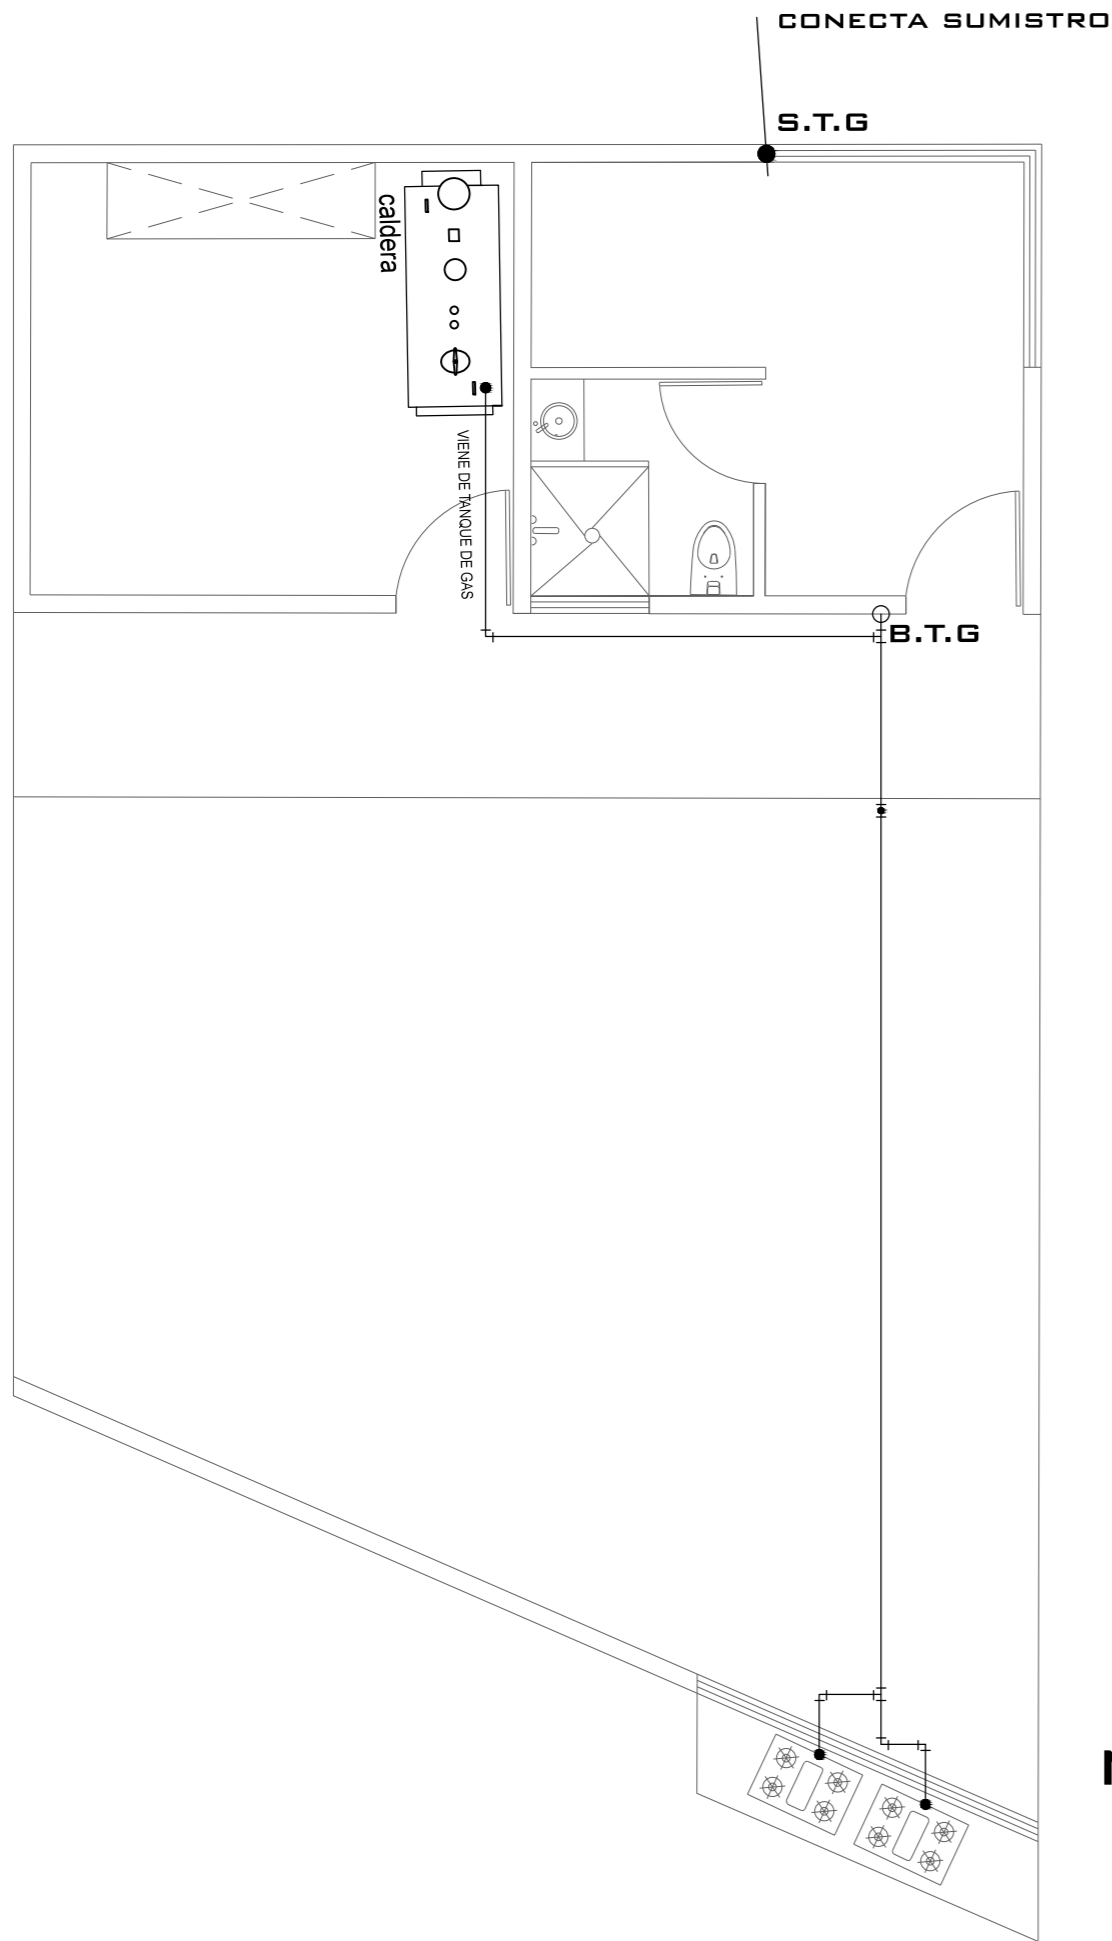 CONECTA SUMISTRO
S.T.G
caldera
VIENE DE TANQUE DE GAS
B.T.G